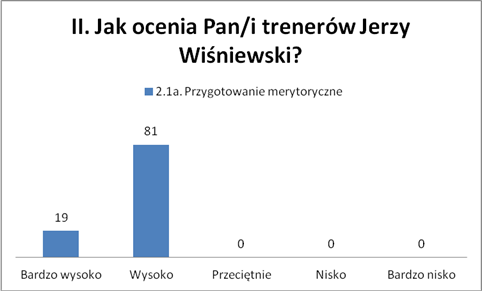 II. Jak ocenia Pan/i trenerów Jerzy
Wiśniewski?
2.1a. Przygotowanie merytoryczne
19
81
0
0
0
Bardzo wysoko
Wysoko
Przeciętnie
Nisko
Bardzo nisko